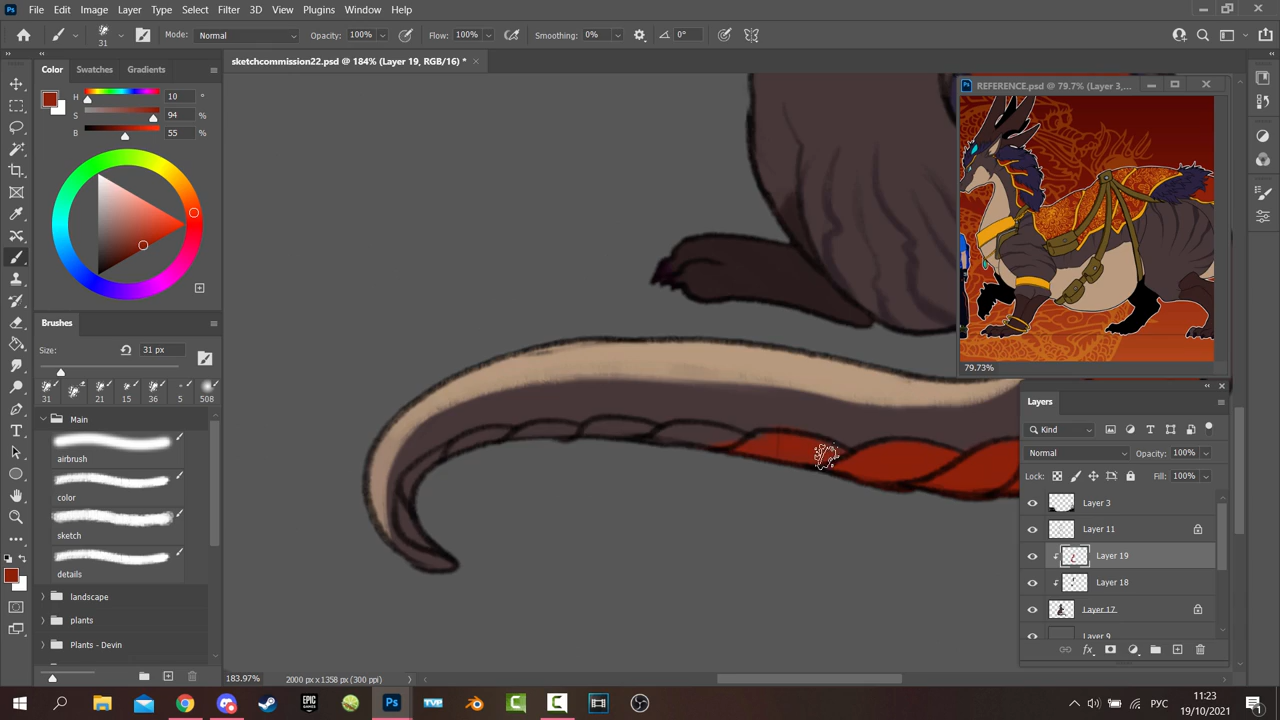 File Edit Image Layer Type Select Filter 3D View Plugins Window Help
31 Mode: Normal Opacity: 100% Flow: 100% Smoothing: 0% 0°
sketchcommission22.psd @ 184% (Layer 19, RGB/16) *
Color Swatches Gradients
H 10 °
S 94 %
B 55 %
REFERENCE.psd @ 79.7% (Layer 3,...
79.73%
Brushes
Size: 31 px
31 21 15 36 5 508
Main
airbrush
color
sketch
details
landscape
plants
Plants - Devin
Layers
Kind
Normal Opacity: 100%
Lock: Fill: 100%
Layer 3
Layer 11
Layer 19
Layer 18
Layer 17
Layer 9
183.97% 2000 px x 1358 px (300 ppi)
Ps EPIC GAMES TVP РУС 11:23
19/10/2021